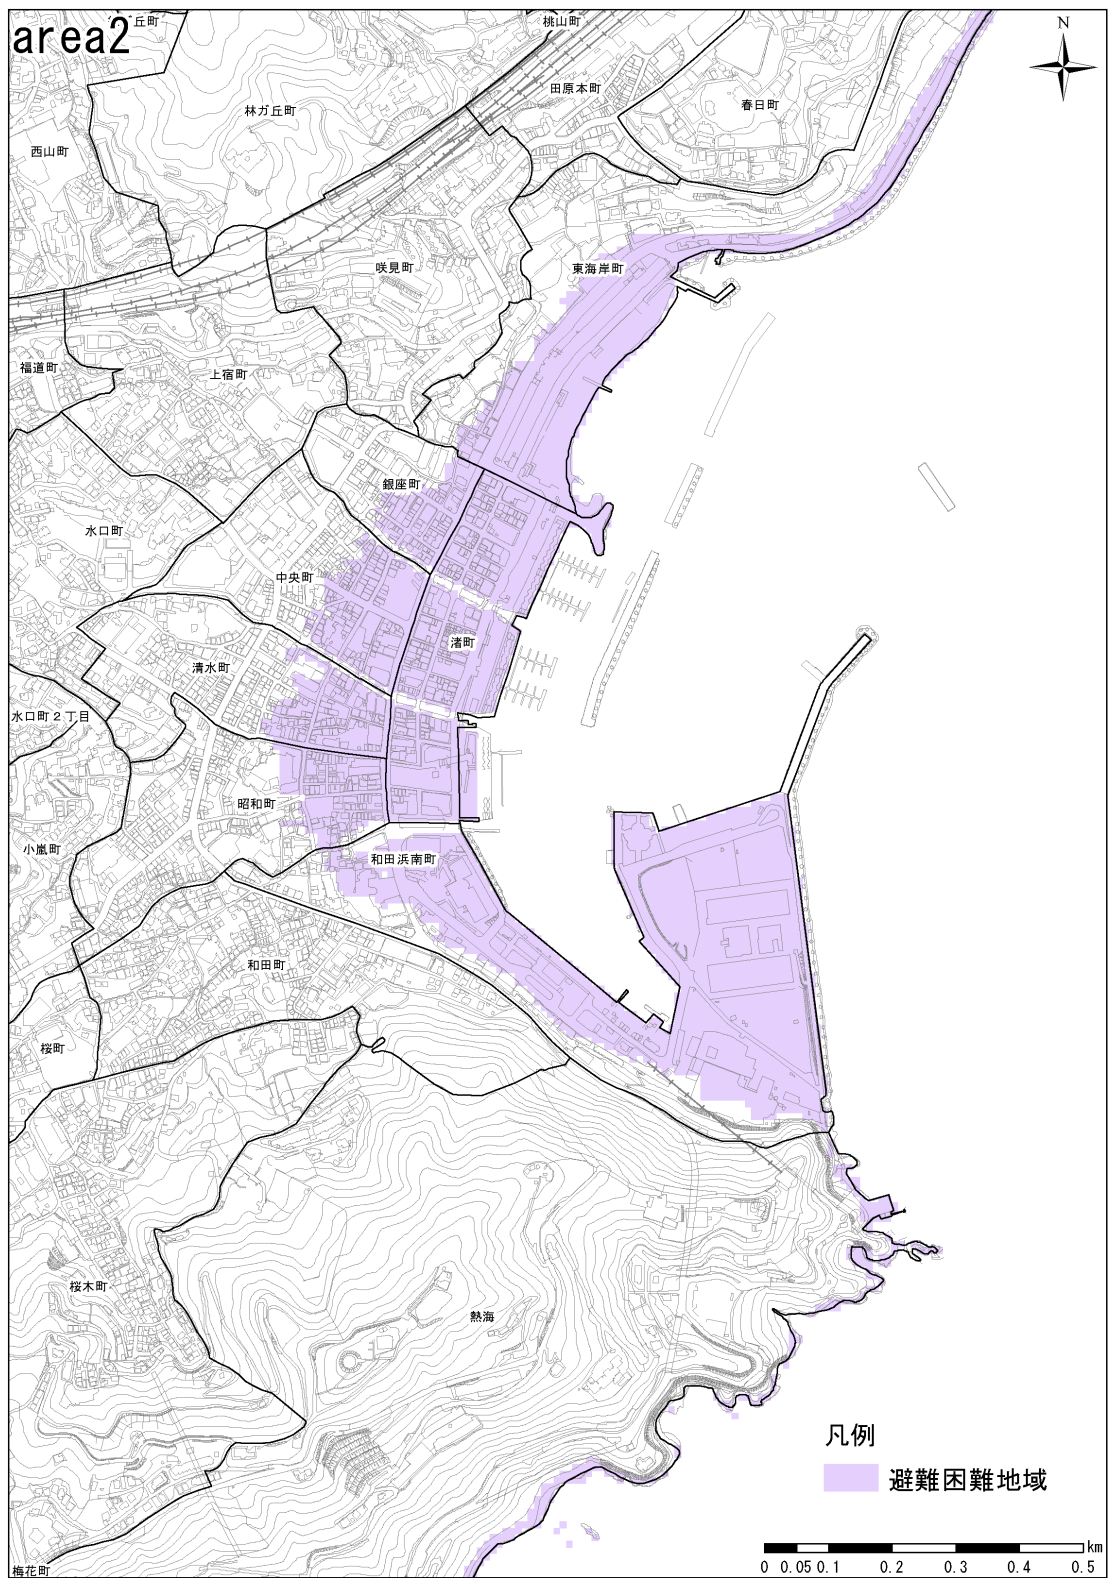 area2
丘町
桃山町
N
田原本町
春日町
林ガ丘町
西山町
咲見町
東海岸町
福道町
上宿町
銀座町
水口町
中央町
渚町
清水町
水口町２丁目
昭和町
小嵐町
和田浜南町
和田町
桜町
桜木町
熱海
梅花町
凡例
避難困難地域
km
0 0.05 0.1 0.2 0.3 0.4 0.5